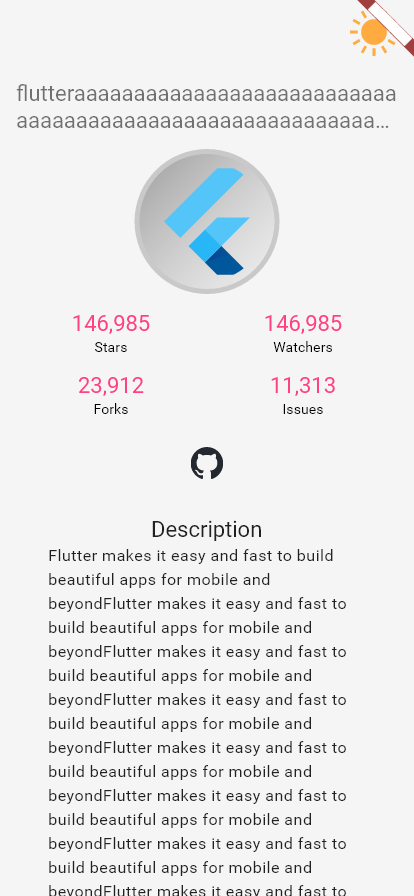 flutteraaaaaaaaaaaaaaaaaaaaaaaaaaa
aaaaaaaaaaaaaaaaaaaaaaaaaaaaaa...
146,985
146,985
Stars
Watchers
23,912
11,313
Forks
Issues
Description
Flutter makes it easy and fast to build
beautiful apps for mobile and
beyondFlutter makes it easy and fast to
build beautiful apps for mobile and
beyondFlutter makes it easy and fast to
build beautiful apps for mobile and
beyondFlutter makes it easy and fast to
build beautiful apps for mobile and
beyondFlutter makes it easy and fast to
build beautiful apps for mobile and
beyondFlutter makes it easy and fast to
build beautiful apps for mobile and
beyondFlutter makes it easy and fast to
build beautiful apps for mobile and
beyondFlutter makes it easy and fast to